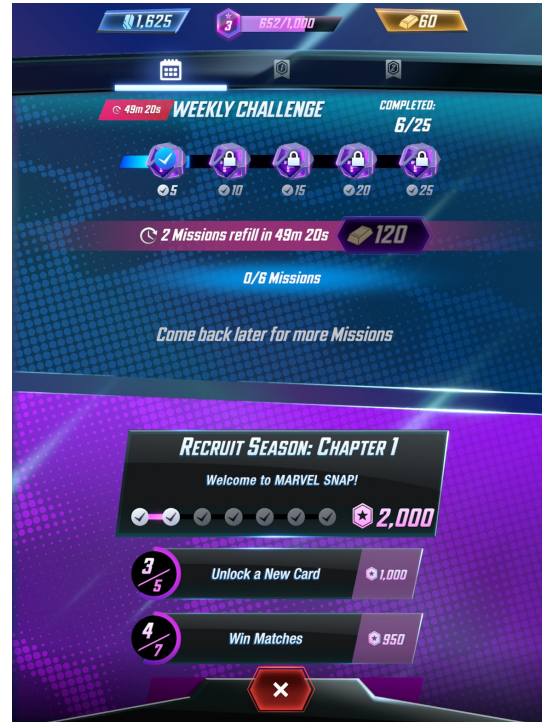 1,625
3
652/1,000
60
49m 20s WEEKLY CHALLENGE
COMPLETED:
6/25
5 10 15 20 25
2 Missions refill in 49m 20s 120
0/6 Missions
Come back later for more Missions
RECRUIT SEASON: CHAPTER 1
Welcome to MARVEL SNAP!
2,000
3/5 Unlock a New Card 1,000
4/7 Win Matches 950